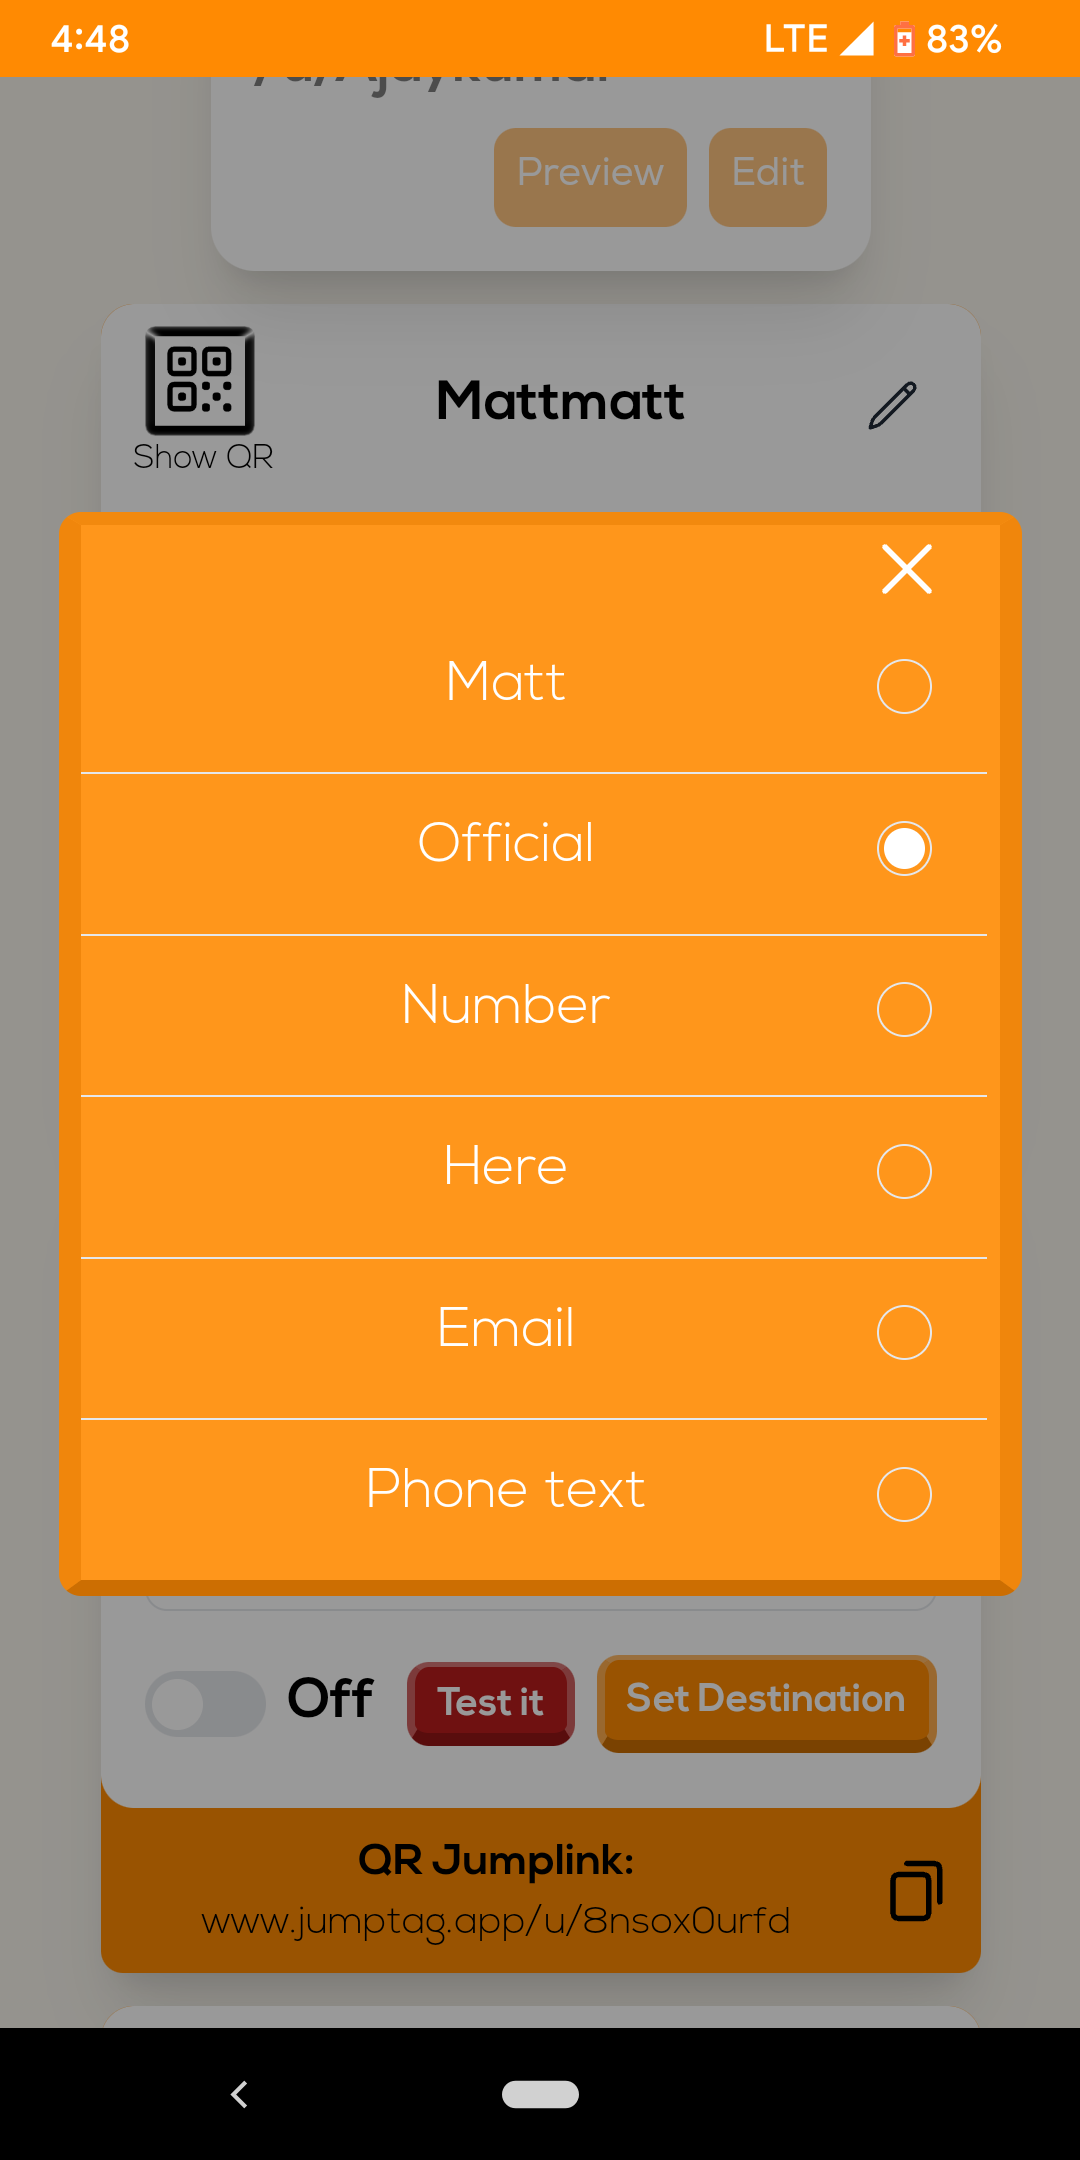 4:48 LTE 83%
Preview Edit
Mattmatt
Show QR
Matt
Official
Number
Here
Email
Phone text
Off Test it Set Destination
QR Jumplink:
www.jumptag.app/u/8nsox0urfd